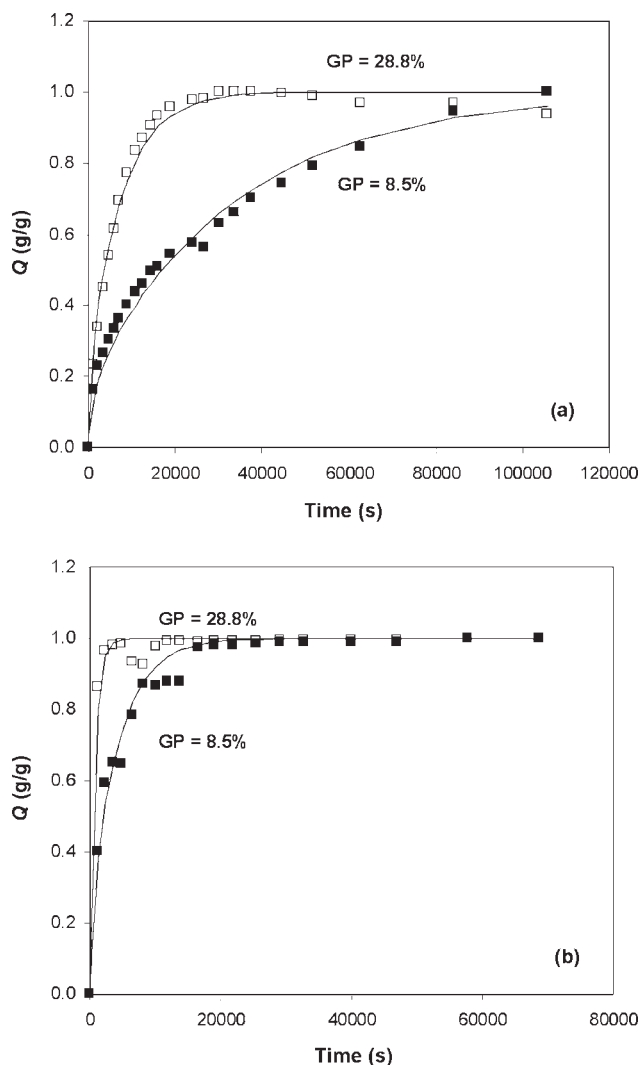 1.2
1.0
0.8
0.6
0.4
0.2
0.0
Q (g/g)
GP = 28.8%
GP = 8.5%
(a)
0 20000 40000 60000 80000 100000 120000
Time (s)
1.2
1.0
0.8
0.6
0.4
0.2
0.0
Q (g/g)
GP = 28.8%
GP = 8.5%
(b)
0 20000 40000 60000 80000
Time (s)